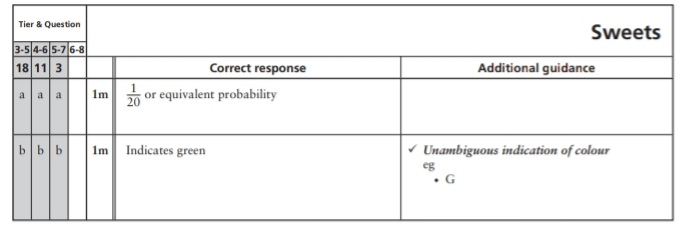 Tier & Question
Sweets
3-5 4-6 5-7 6-8
18 11 3
Correct response
Additional guidance
a a a 1m 1/20 or equivalent probability
b b b 1m Indicates green ✓ Unambiguous indication of colour
eg
• G